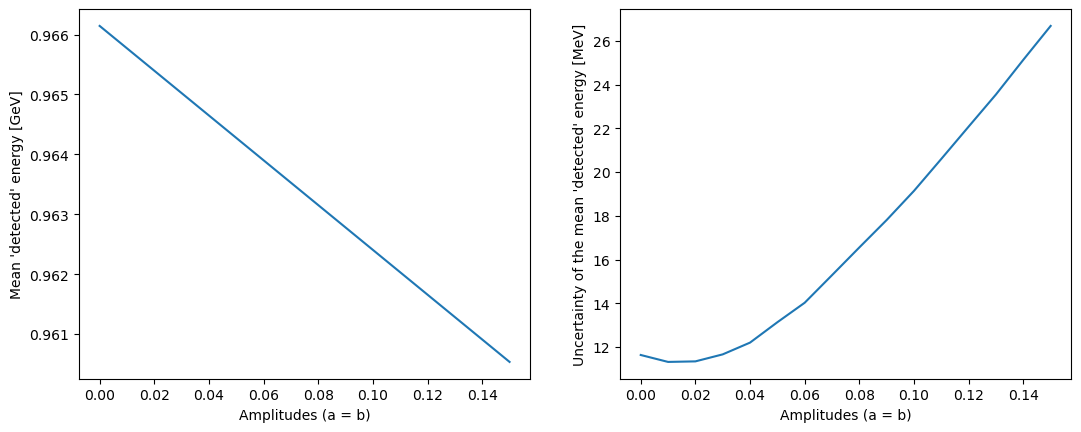 Mean 'detected' energy [GeV]
0.966
0.965
0.964
0.963
0.962
0.961
0.00 0.02 0.04 0.06 0.08 0.10 0.12 0.14
Amplitudes (a = b)
Uncertainty of the mean 'detected' energy [MeV]
26
24
22
20
18
16
14
12
0.00 0.02 0.04 0.06 0.08 0.10 0.12 0.14
Amplitudes (a = b)